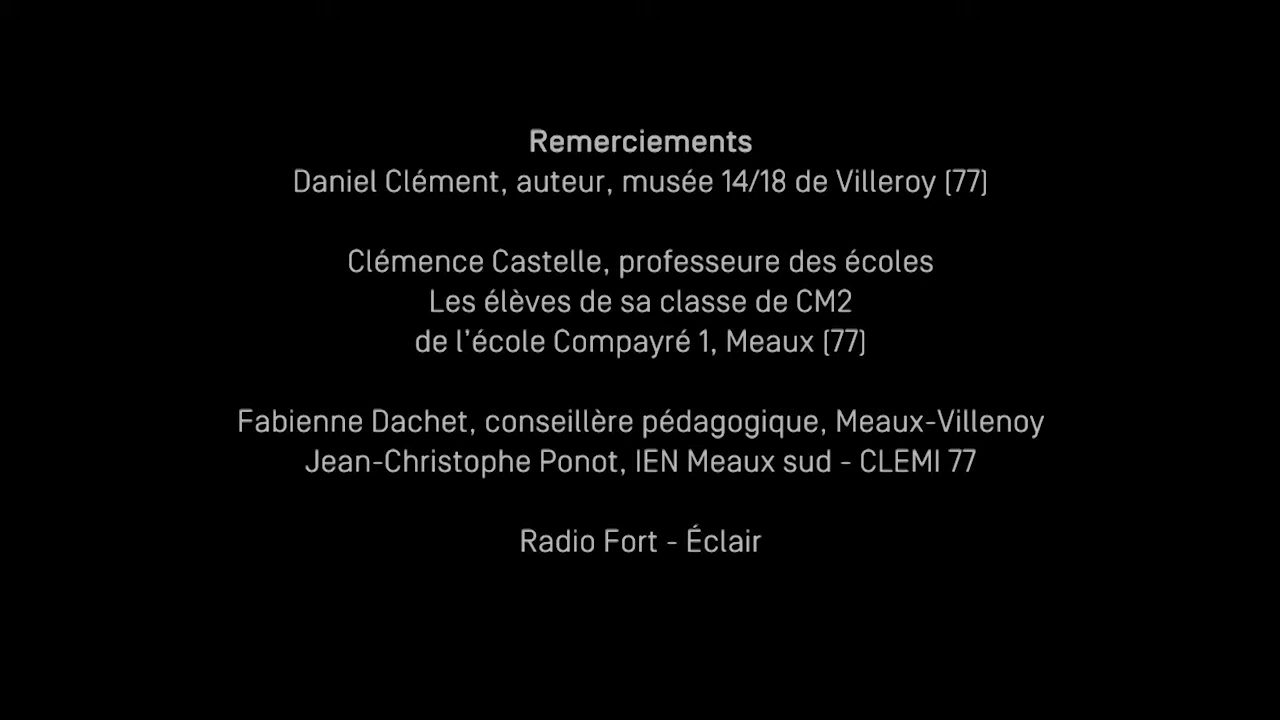 Remerciements
Daniel Clément, auteur, musée 14/18 de Villeroy (77)
Clémence Castelle, professeure des écoles
Les élèves de sa classe de CM2
de l’école Compayré 1, Meaux (77)
Fabienne Dachet, conseillère pédagogique, Meaux-Villenoy
Jean-Christophe Ponot, IEN Meaux sud - CLEMI 77
Radio Fort - Éclair